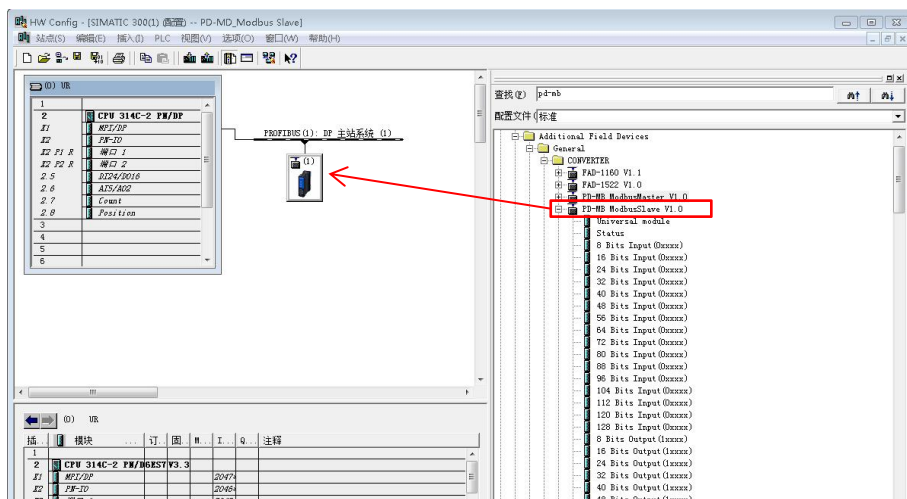 HW Config - [SIMATIC 300(1) (配置) -- PD-MD_Modbus Slave]
站点(S) 编辑(E) 插入(I) PLC 视图(V) 选项(O) 窗口(W) 帮助(H)
(0) UR
1
2 CPU 314C-2 PN/DP
X1 MPI/DP
X2 PN-IO
X2 P1 R 端口 1
X2 P2 R 端口 2
2.5 DI24/DO16
2.6 AI5/AO2
2.7 Count
2.8 Position
3
4
5
6
PROFIBUS(1): DP 主站系统 (1)
(1)
查找(F) pd-mb
配置文件(标准
Additional Field Devices
General
CONVERTER
FAD-1160 V1.1
FAD-1522 V1.0
PD-MB ModbusMaster V1.0
PD-MB ModbusSlave V1.0
Universal module
Status
8 Bits Input(0xxxx)
16 Bits Input(0xxxx)
24 Bits Input(0xxxx)
32 Bits Input(0xxxx)
40 Bits Input(0xxxx)
48 Bits Input(0xxxx)
56 Bits Input(0xxxx)
64 Bits Input(0xxxx)
72 Bits Input(0xxxx)
80 Bits Input(0xxxx)
88 Bits Input(0xxxx)
96 Bits Input(0xxxx)
104 Bits Input(0xxxx)
112 Bits Input(0xxxx)
120 Bits Input(0xxxx)
128 Bits Input(0xxxx)
8 Bits Output(1xxxx)
16 Bits Output(1xxxx)
24 Bits Output(1xxxx)
32 Bits Output(1xxxx)
40 Bits Output(1xxxx)
48 Bits Output(1xxxx)
(0) UR
插... 模块 ... 订... 固... M... I... Q... 注释
1
2 CPU 314C-2 PN/D 6ES7 V3.3
X1 MPI/DP 2047*
X2 PN-IO 2046*